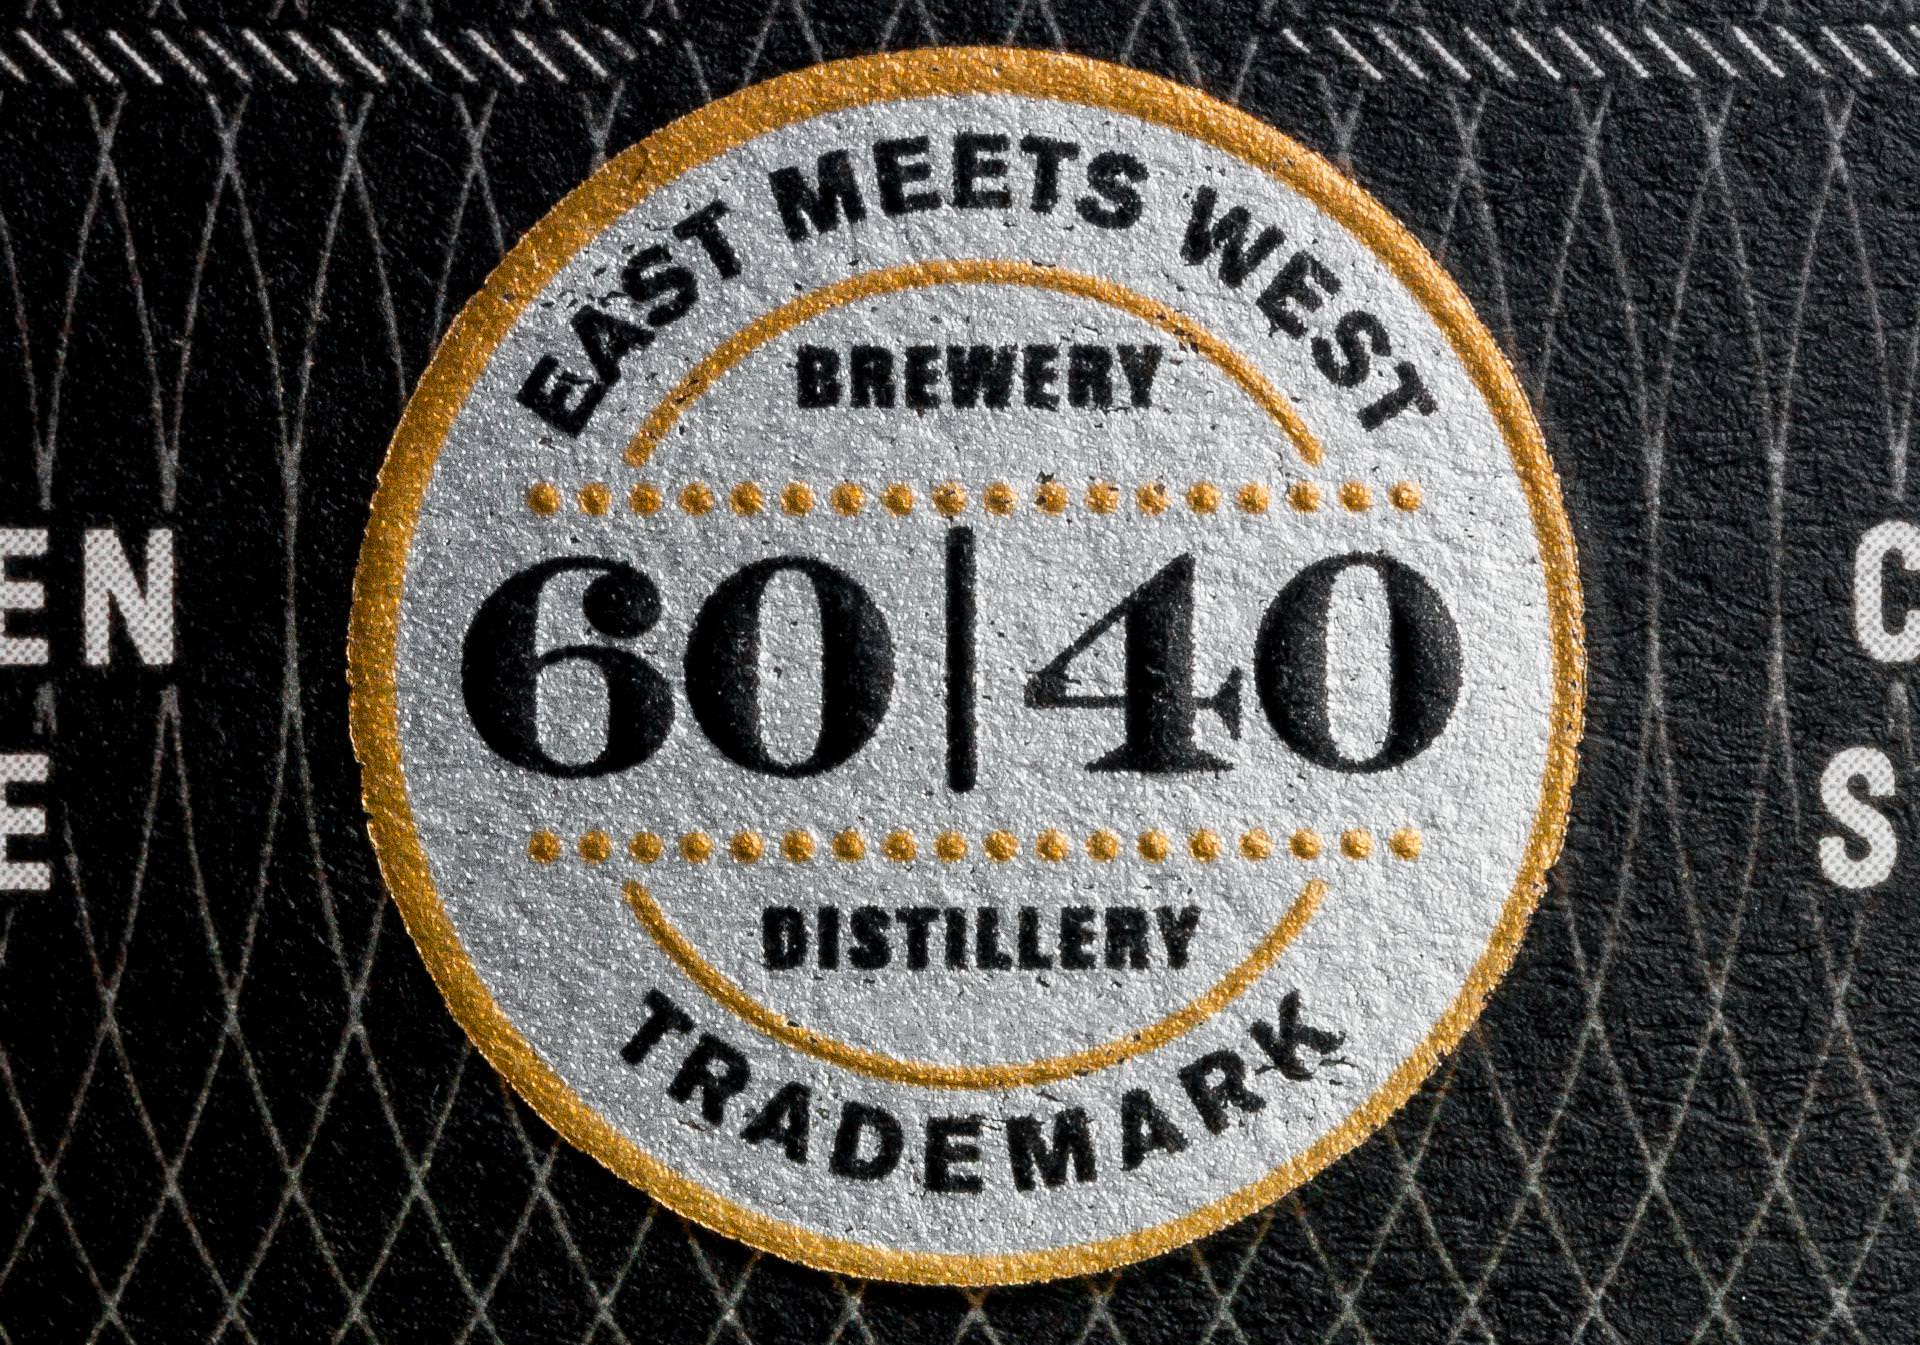 EAST MEETS WEST
BREWERY
60|40
DISTILLERY
TRADEMARK
EN
E
C
S